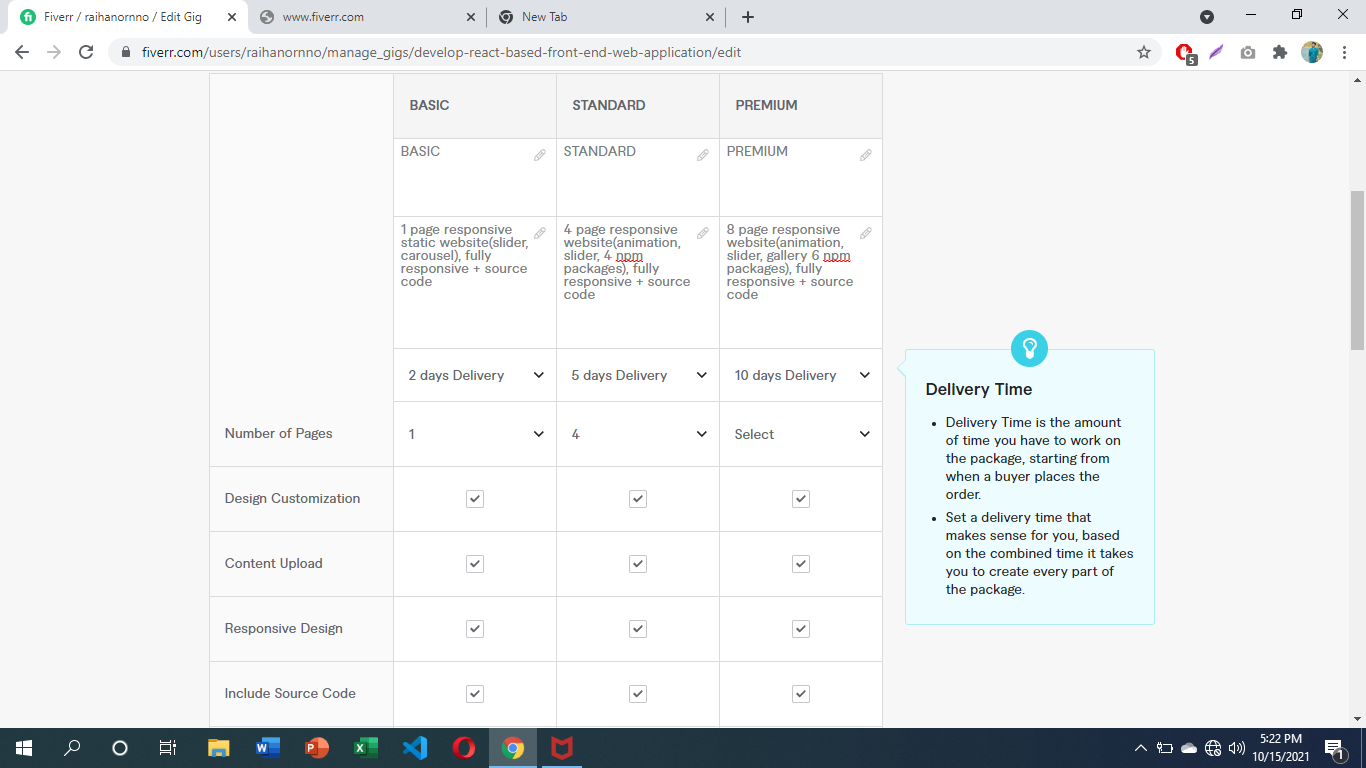 Fiverr / raihanornno / Edit Gig
www.fiverr.com
New Tab
fiverr.com/users/raihanornno/manage_gigs/develop-react-based-front-end-web-application/edit
5
BASIC STANDARD PREMIUM
BASIC
STANDARD
PREMIUM
1 page responsive
static website(slider,
carousel), fully
responsive + source
code
4 page responsive
website(animation,
slider, 4 npm
packages), fully
responsive + source
code
8 page responsive
website(animation,
slider, gallery 6 npm
packages), fully
responsive + source
code
2 days Delivery
5 days Delivery
10 days Delivery
Number of Pages
1
4
Select
Design Customization
Content Upload
Responsive Design
Include Source Code
Delivery Time
Delivery Time is the amount
of time you have to work on
the package, starting from
when a buyer places the
order.
Set a delivery time that
makes sense for you, based
on the combined time it takes
you to create every part of
the package.
5:22 PM
10/15/2021
1